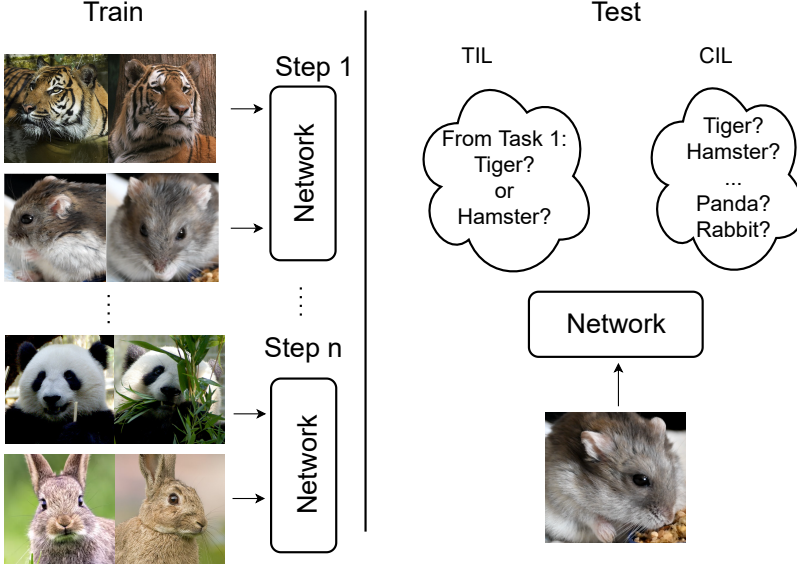 Train
Step 1
Network
Step n
Network
Test
TIL
CIL
From Task 1:
Tiger?
or
Hamster?
Tiger?
Hamster?
...
Panda?
Rabbit?
Network